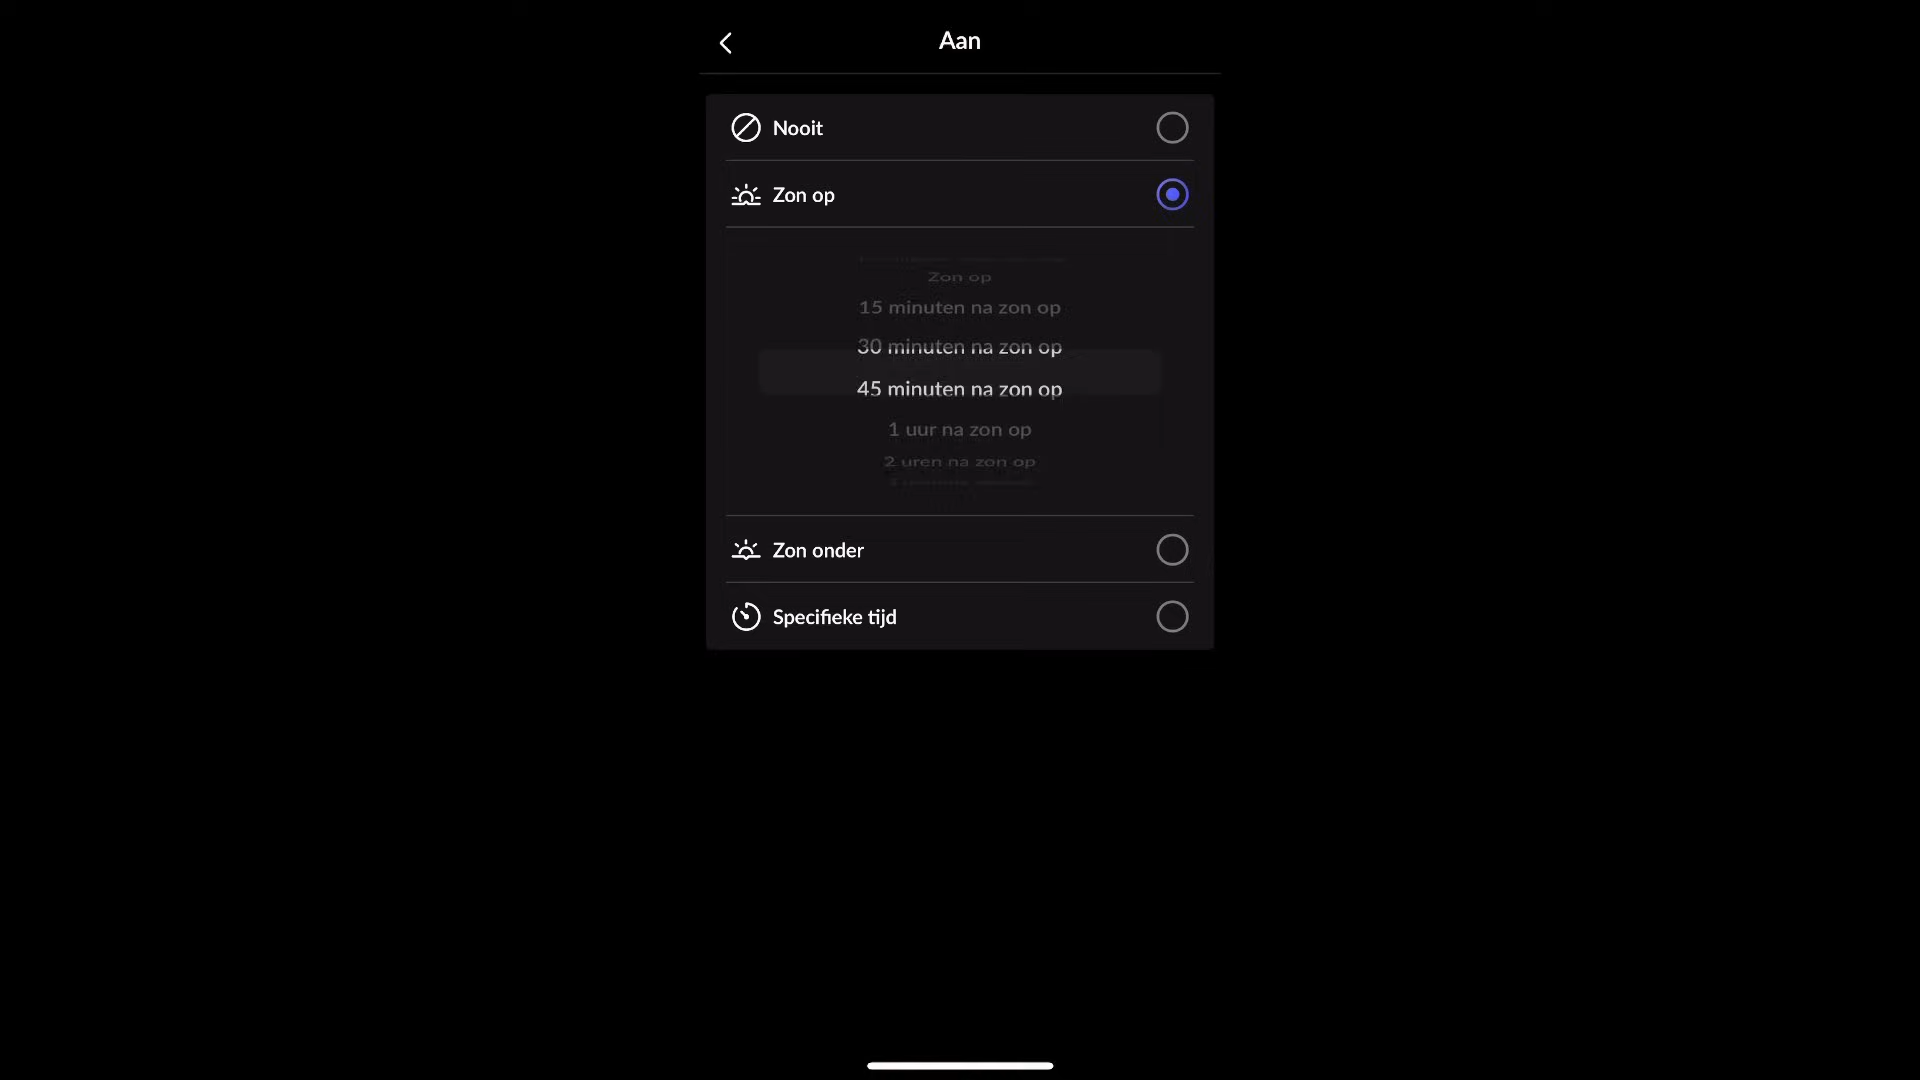 Aan
Nooit
Zon op
Zon op
15 minuten na zon op
30 minuten na zon op
45 minuten na zon op
1 uur na zon op
2 uren na zon op
Zon onder
Specifieke tijd